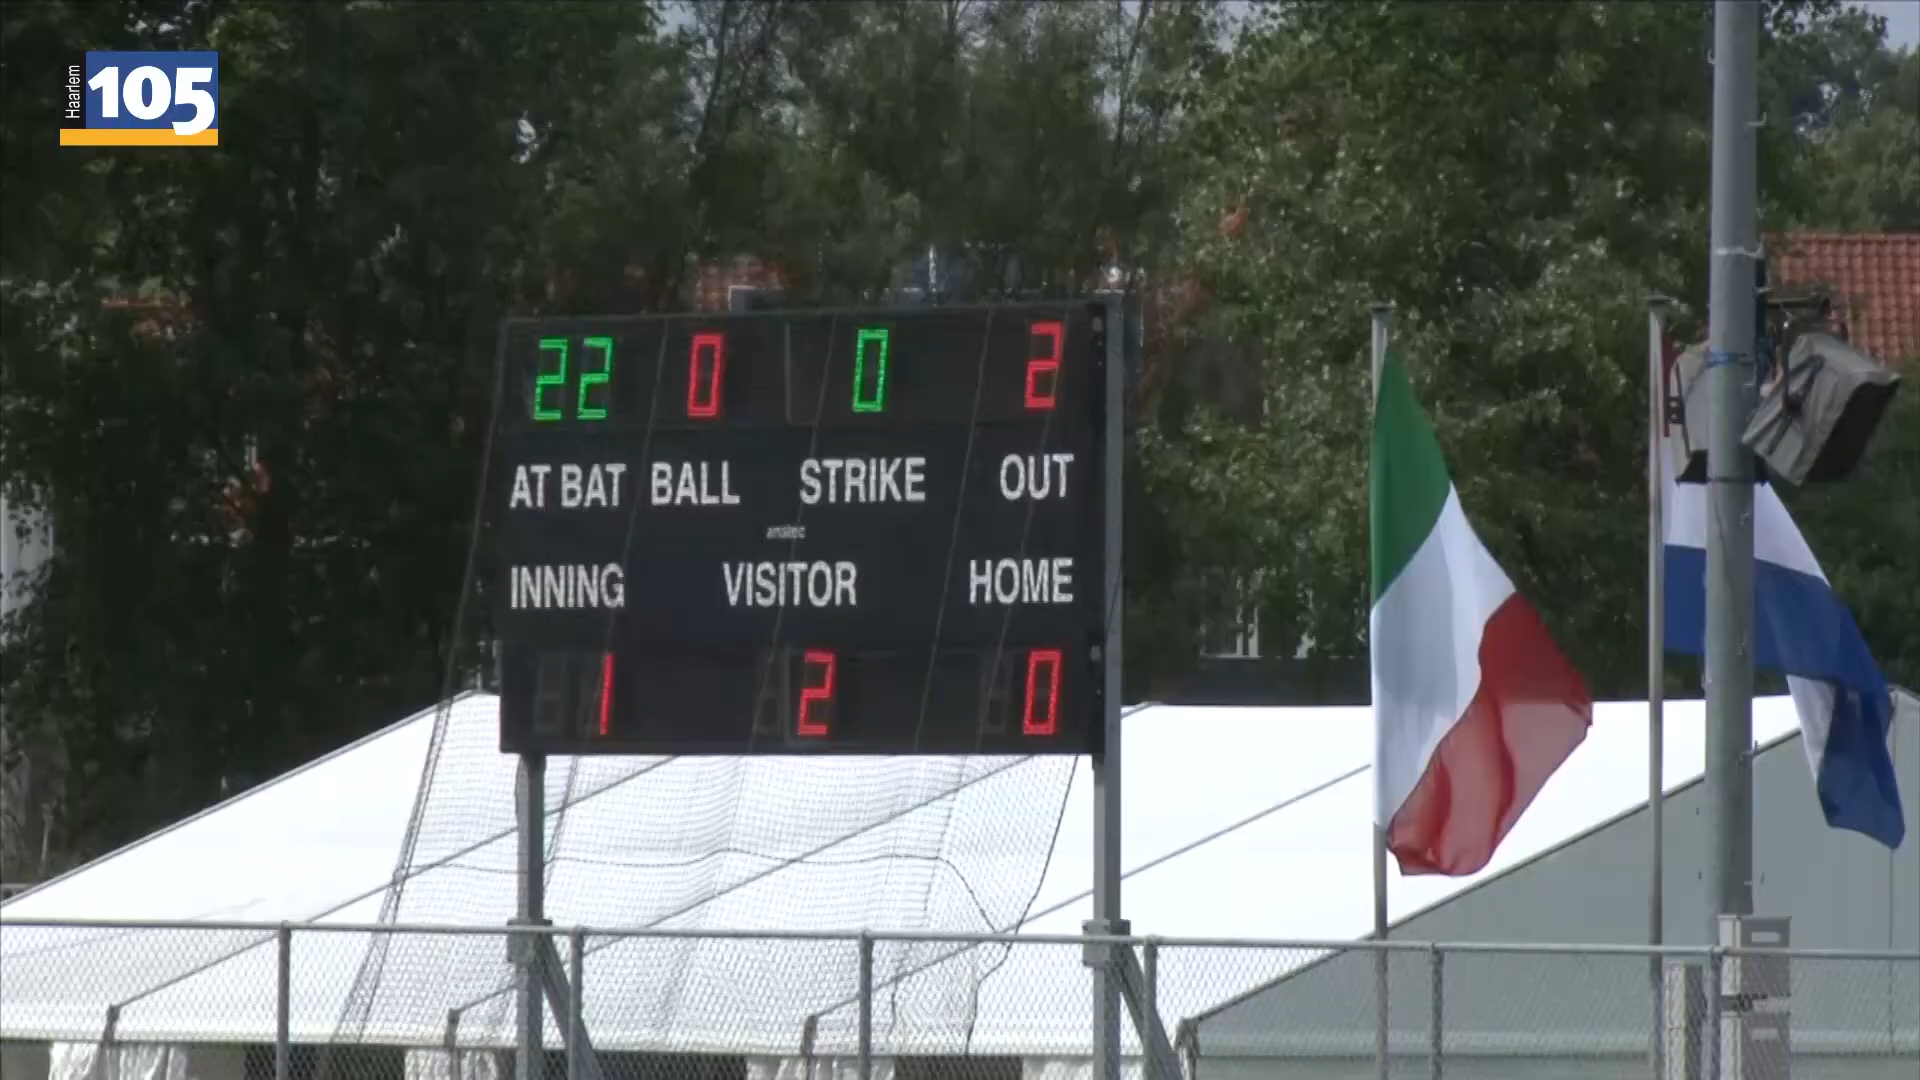 Haarlem
105
22 0 0 2
AT BAT BALL STRIKE OUT
INNING VISITOR HOME
1 2 0